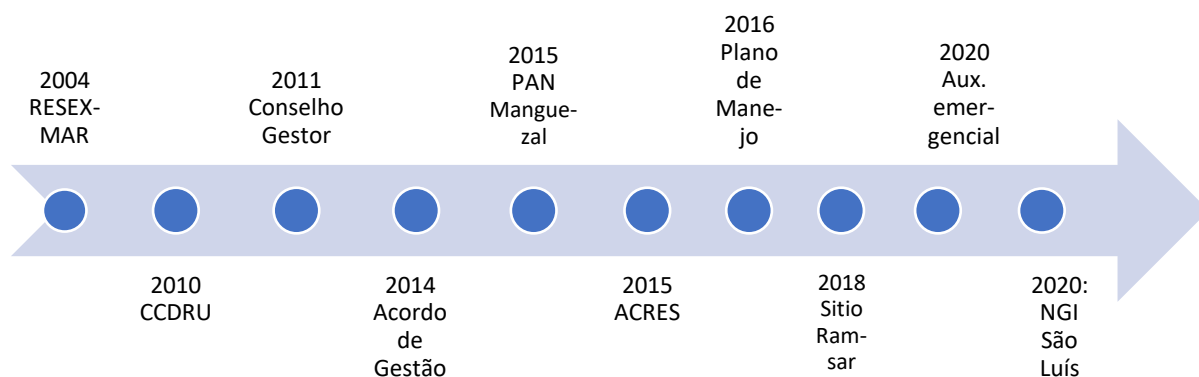 2004
RESEX-
MAR
2010
CCDRU
2011
Conselho
Gestor
2014
Acordo
de
Gestão
2015
PAN
Mangue-
zal
2015
ACRES
2016
Plano
de
Mane-
jo
2018
Sitio
Ram-
sar
2020
Aux.
emer-
gencial
2020:
NGI
São
Luís